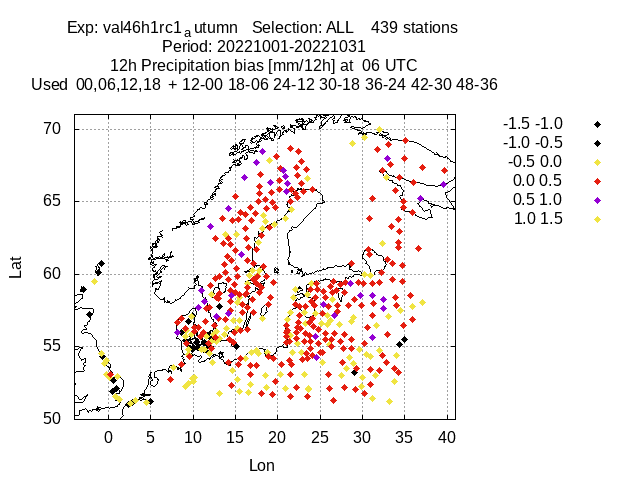 Exp: val46h1rc1 a utumn Selection: ALL 439 stations
Period: 20221001-20221031
12h Precipitation bias [mm/12h] at 06 UTC
Used 00,06,12,18 + 12-00 18-06 24-12 30-18 36-24 42-30 48-36
70
65
60
55
50
Lat
0 5 10 15 20 25 30 35 40
Lon
-1.5 -1.0
-1.0 -0.5
-0.5 0.0
0.0 0.5
0.5 1.0
1.0 1.5